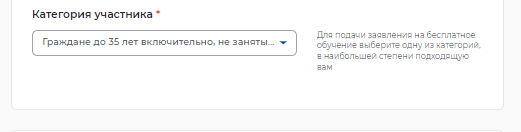 Категория участника *
Граждане до 35 лет включительно, не заняты...
Для подачи заявления на бесплатное
обучение выберите одну из категорий,
в наибольшей степени подходящую
вам